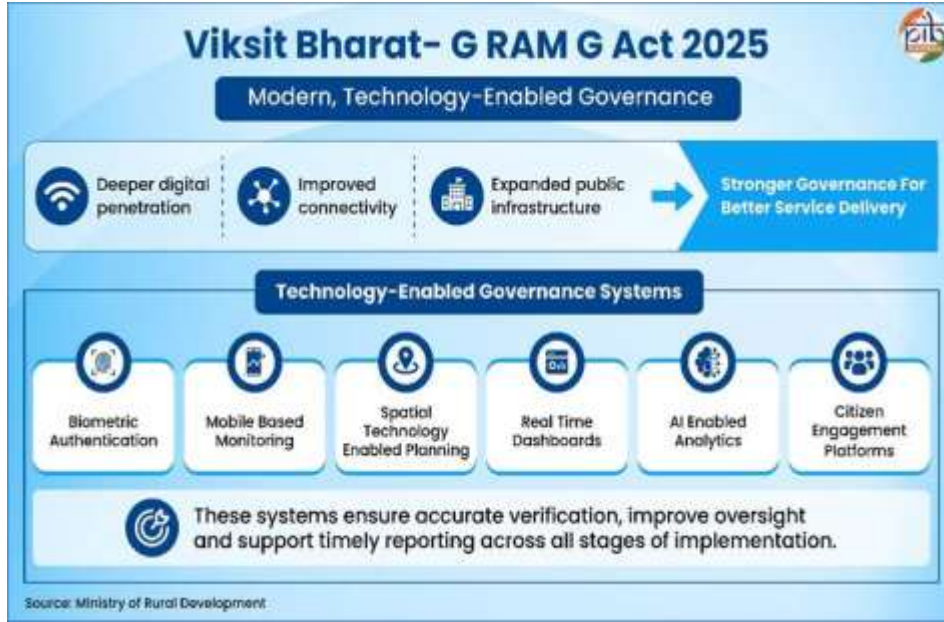 Viksit Bharat- G RAM G Act 2025
pib
Modern, Technology-Enabled Governance
Deeper digital
penetration
Improved
connectivity
Expanded public
infrastructure
Stronger Governance For
Better Service Delivery
Technology-Enabled Governance Systems
Biometric
Authentication
Mobile Based
Monitoring
Spatial
Technology
Enabled Planning
Real Time
Dashboards
AI Enabled
Analytics
Citizen
Engagement
Platforms
These systems ensure accurate verification, improve oversight
and support timely reporting across all stages of implementation.
Source: Ministry of Rural Development